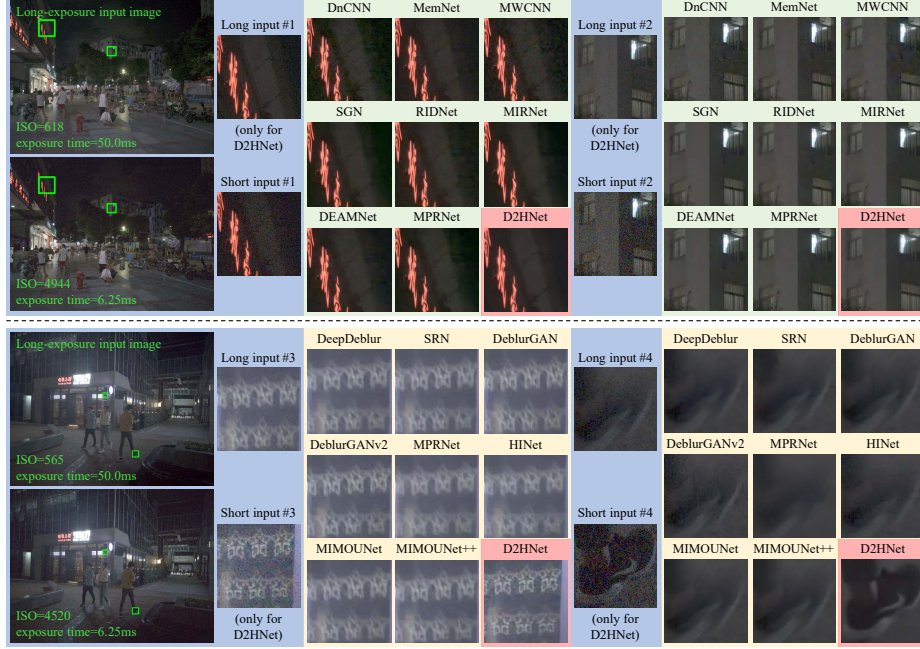 Long-exposure input image
ISO=618
exposure time=50.0ms
ISO=4944
exposure time=6.25ms
Long input #1
(only for
D2HNet)
Short input #1
DnCNN MemNet MWCNN
SGN RIDNet MIRNet
DEAMNet MPRNet D2HNet
Long input #2
(only for
D2HNet)
Short input #2
DnCNN MemNet MWCNN
SGN RIDNet MIRNet
DEAMNet MPRNet D2HNet
Long-exposure input image
ISO=565
exposure time=50.0ms
ISO=4520
exposure time=6.25ms
Long input #3
Short input #3
(only for
D2HNet)
DeepDeblur SRN DeblurGAN
DeblurGANv2 MPRNet HINet
MIMOUNet MIMOUNet++ D2HNet
Long input #4
Short input #4
(only for
D2HNet)
DeepDeblur SRN DeblurGAN
DeblurGANv2 MPRNet HINet
MIMOUNet MIMOUNet++ D2HNet